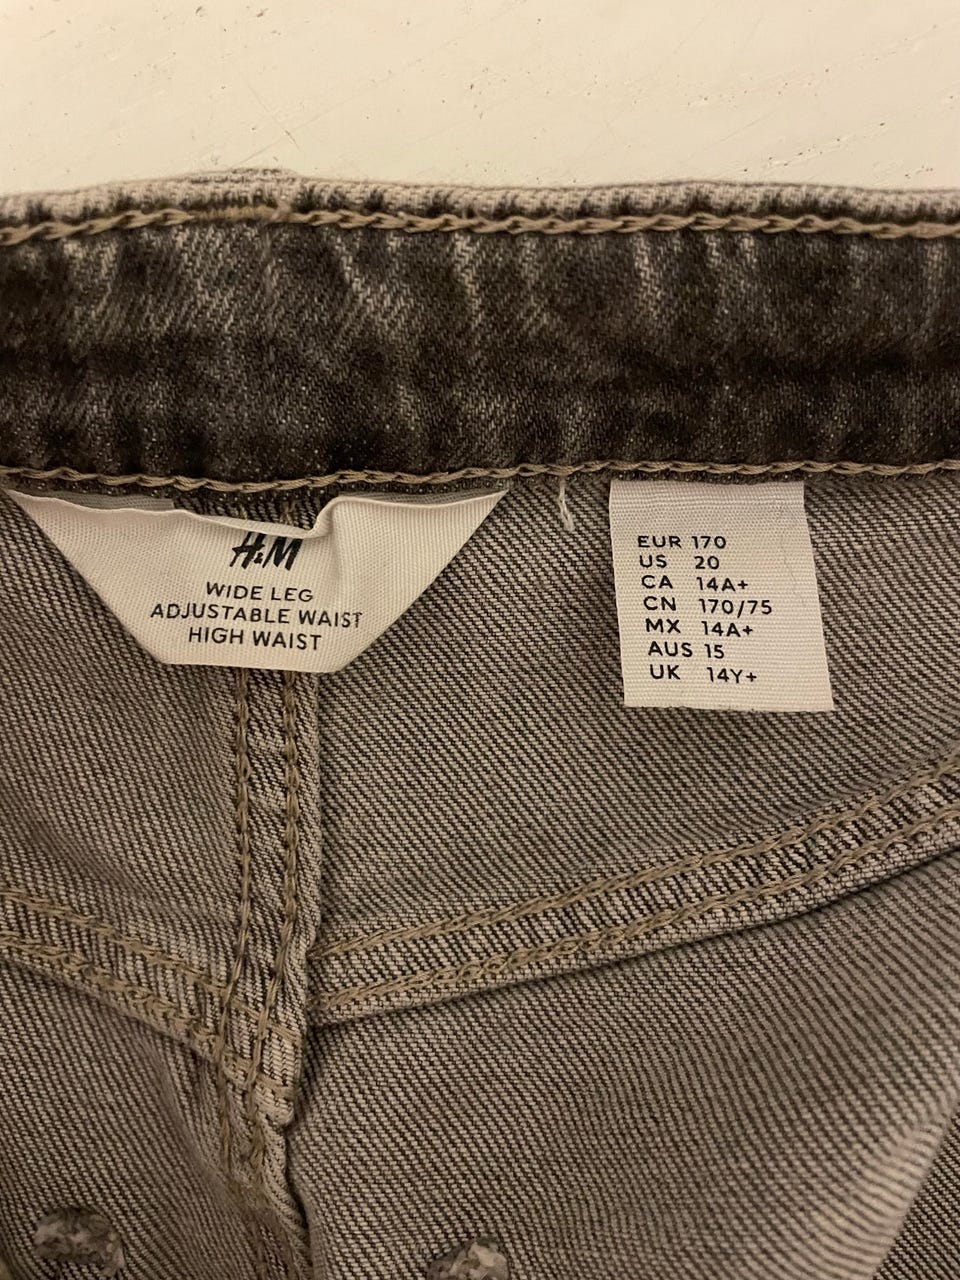 H&M
WIDE LEG
ADJUSTABLE WAIST
HIGH WAIST
EUR 170
US 20
CA 14A+
CN 170/75
MX 14A+
AUS 15
UK 14Y+